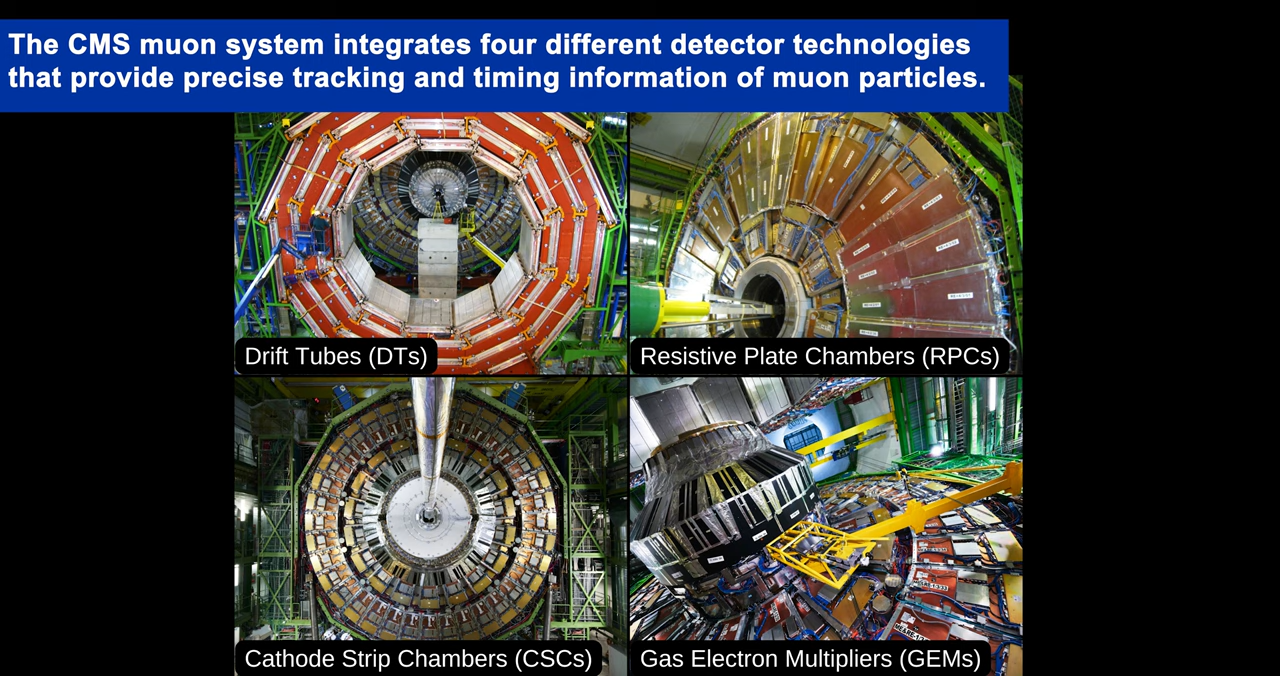 The CMS muon system integrates four different detector technologies
that provide precise tracking and timing information of muon particles.
Drift Tubes (DTs)
Resistive Plate Chambers (RPCs)
Cathode Strip Chambers (CSCs)
Gas Electron Multipliers (GEMs)